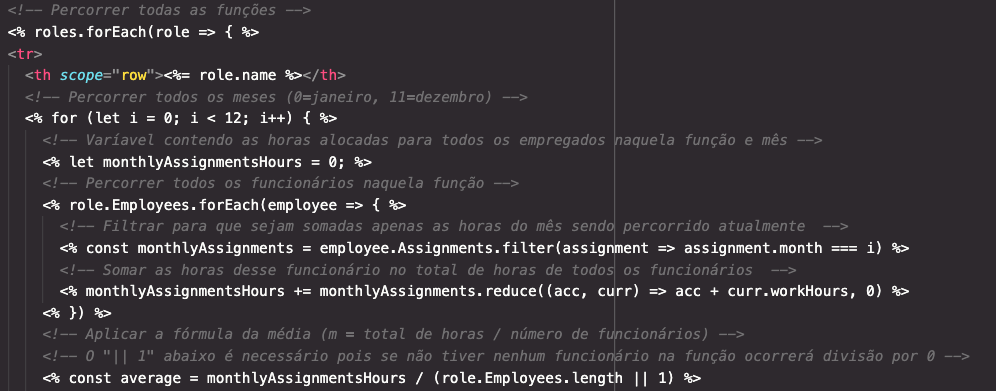 <!-- Percorrer todas as funções -->
<% roles.forEach(role => { %>
<tr>
<th scope="row"><%= role.name %></th>
<!-- Percorrer todos os meses (0=janeiro, 11=dezembro) -->
<% for (let i = 0; i < 12; i++) { %>
<!-- Varíavel contendo as horas alocadas para todos os empregados naquela função e mês -->
<% let monthlyAssignmentsHours = 0; %>
<!-- Percorrer todos os funcionários naquela função -->
<% role.Employees.forEach(employee => { %>
<!-- Filtrar para que sejam somadas apenas as horas do mês sendo percorrido atualmente  -->
<% const monthlyAssignments = employee.Assignments.filter(assignment => assignment.month === i) %>
<!-- Somar as horas desse funcionário no total de horas de todos os funcionários  -->
<% monthlyAssignmentsHours += monthlyAssignments.reduce((acc, curr) => acc + curr.workHours, 0) %>
<% }) %>
<!-- Aplicar a fórmula da média (m = total de horas / número de funcionários) -->
<!-- O "|| 1" abaixo é necessário pois se não tiver nenhum funcionário na função ocorrerá divisão por 0 -->
<% const average = monthlyAssignmentsHours / (role.Employees.length || 1) %>